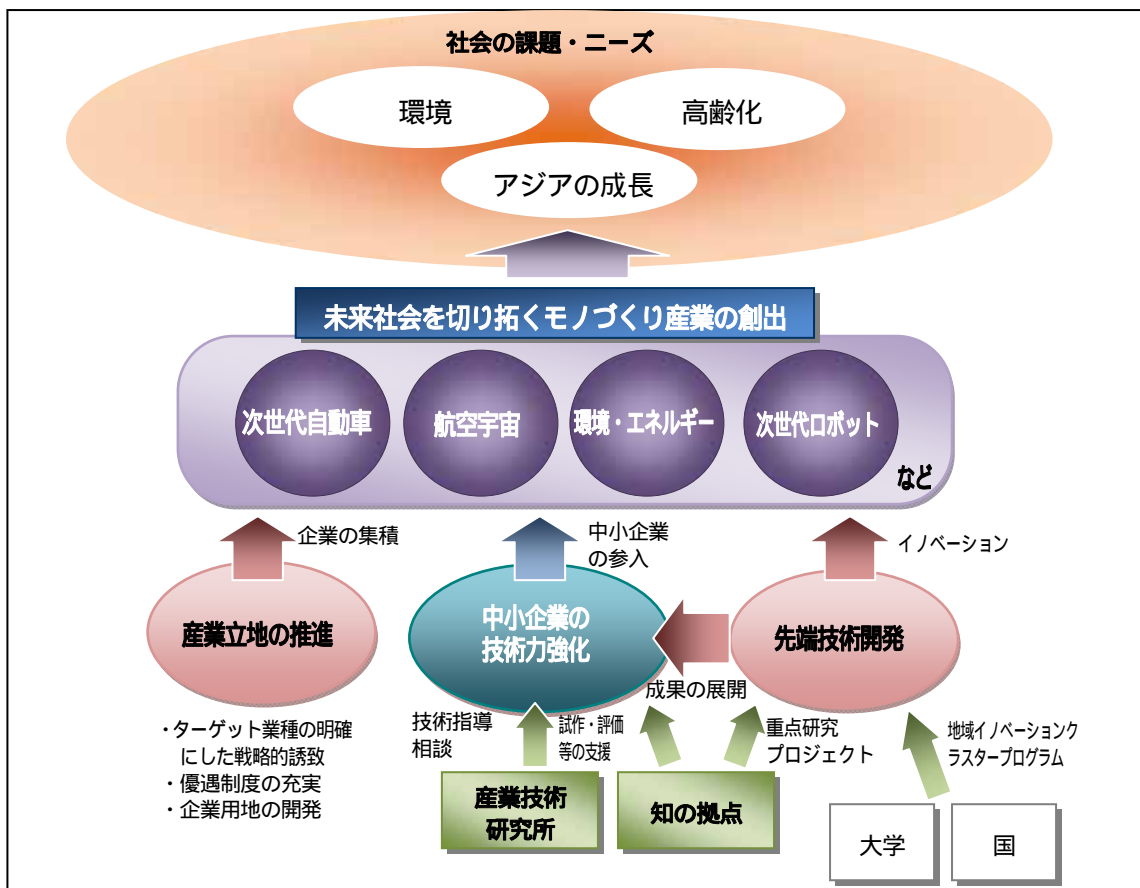 社会の課題・ニーズ
環境
高齢化
アジアの成長
未来社会を切り拓くモノづくり産業の創出
次世代自動車
航空宇宙
環境・エネルギー
次世代ロボット
など
企業の集積
中小企業
の参入
イノベーション
産業立地の推進
中小企業の
技術力強化
先端技術開発
成果の展開
・ターゲット業種の明確
にした戦略的誘致
・優遇制度の充実
・企業用地の開発
技術指導
相談
試作・評価
等の支援
重点研究
プロジェクト
地域イノベーションク
ラスタープログラム
産業技術
研究所
知の拠点
大学
国